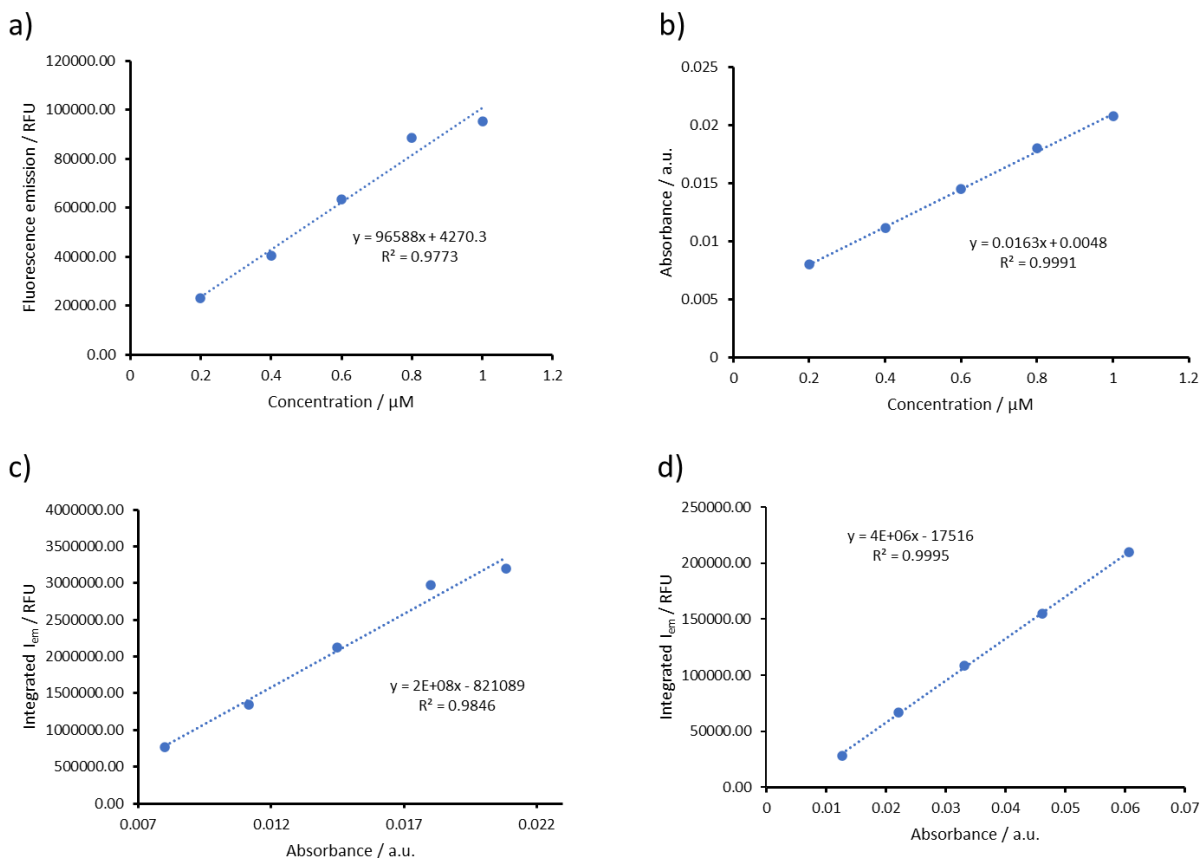 a)
120000.00
100000.00
80000.00
60000.00
40000.00
20000.00
0.00
Fluorescence emission / RFU
y = 96588x + 4270.3
R² = 0.9773
0 0.2 0.4 0.6 0.8 1 1.2
Concentration / µM
b)
0.025
0.02
0.015
0.01
0.005
0
Absorbance / a.u.
y = 0.0163x + 0.0048
R² = 0.9991
0 0.2 0.4 0.6 0.8 1 1.2
Concentration / µM
c)
4000000.00
3500000.00
3000000.00
2500000.00
2000000.00
1500000.00
1000000.00
500000.00
0.00
Integrated Iem / RFU
y = 2E+08x - 821089
R² = 0.9846
0.007 0.012 0.017 0.022
Absorbance / a.u.
d)
250000.00
200000.00
150000.00
100000.00
50000.00
0.00
Integrated Iem / RFU
y = 4E+06x - 17516
R² = 0.9995
0 0.01 0.02 0.03 0.04 0.05 0.06 0.07
Absorbance / a.u.